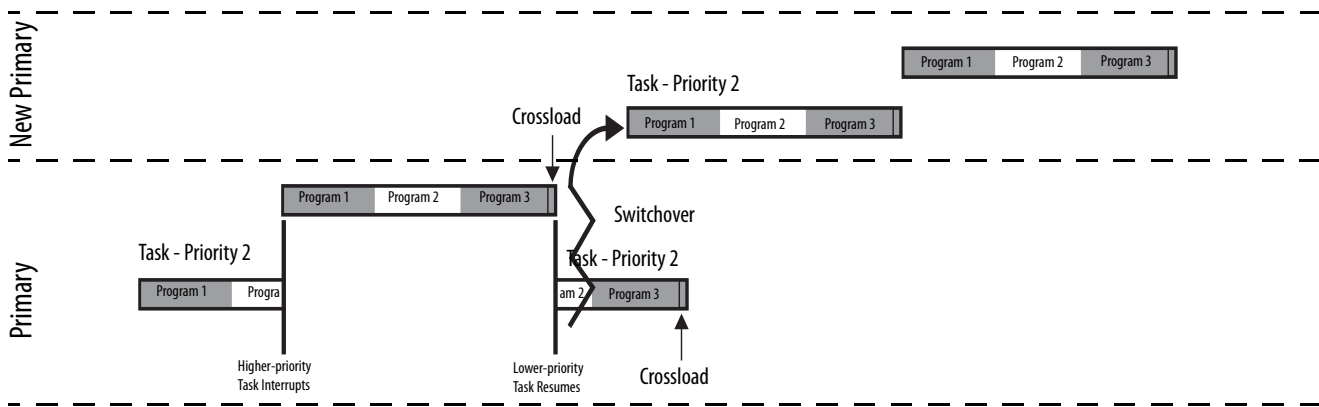 New Primary
Program 1 Program 2 Program 3
Task - Priority 2
Crossload
Program 1 Program 2 Program 3
Program 1 Program 2 Program 3
Switchover
Primary
Task - Priority 2
Task - Priority 2
Program 1 Progra
am 2 Program 3
Higher-priority
Task Interrupts
Lower-priority
Task Resumes
Crossload